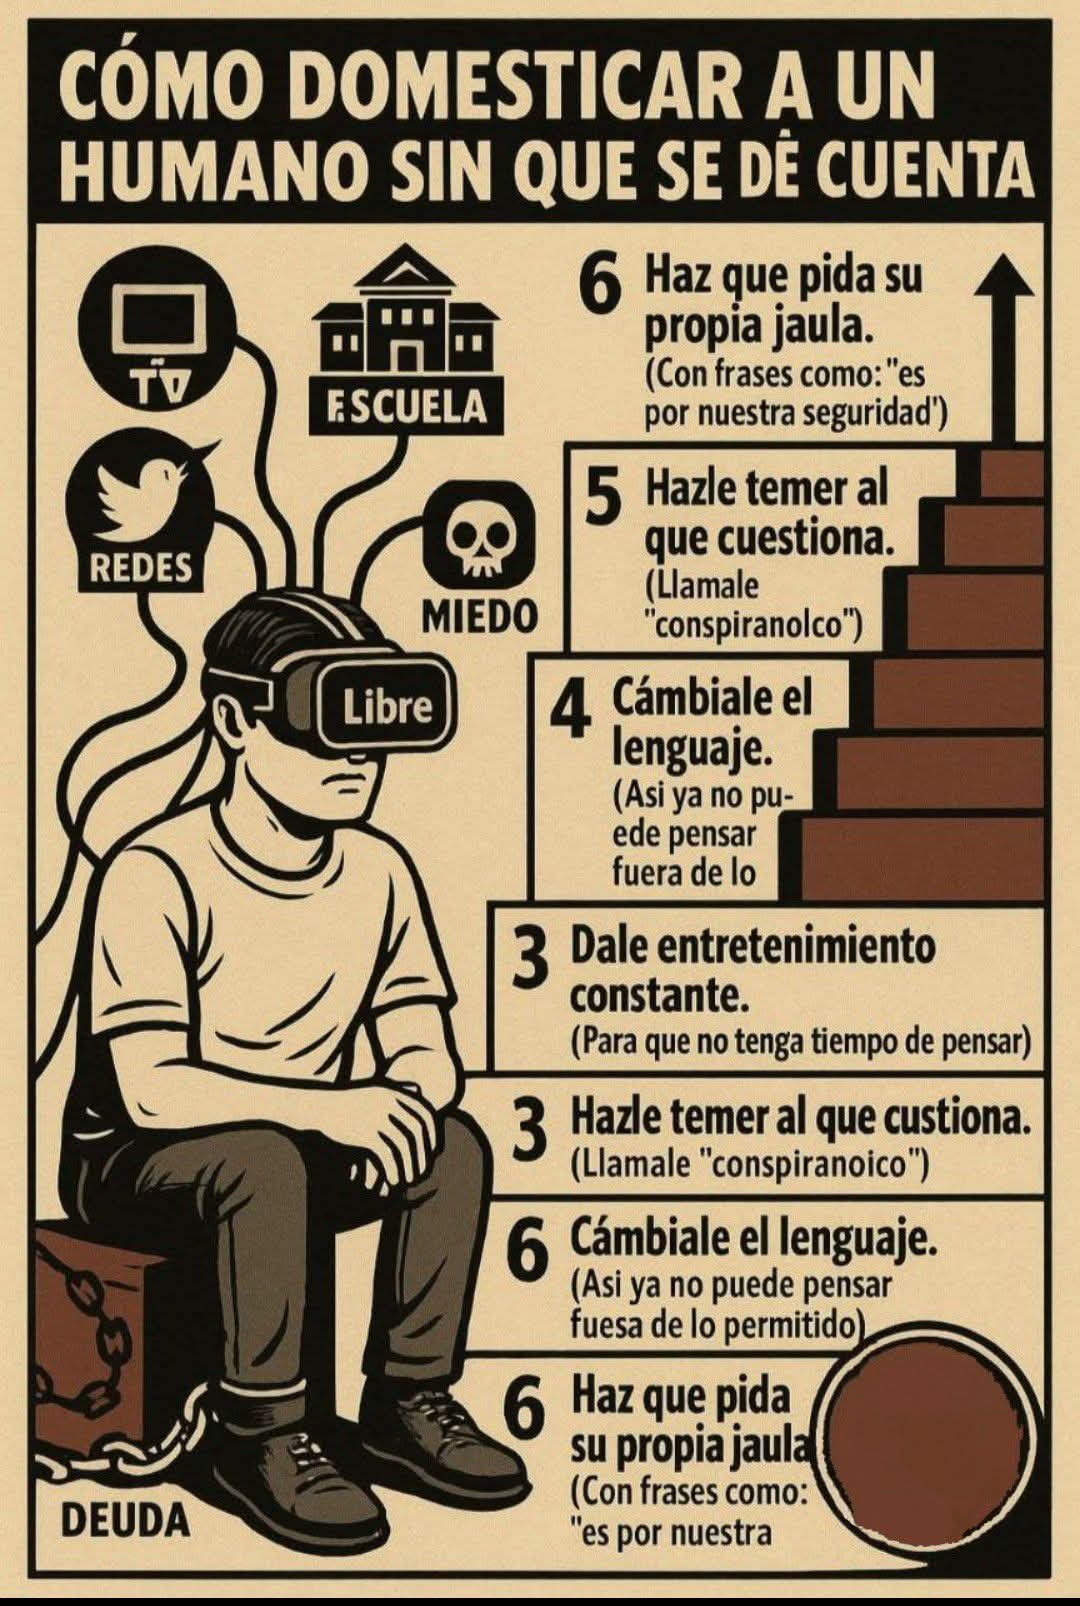 CÓMO DOMESTICAR A UN
HUMANO SIN QUE SE DÉ CUENTA
TV
ESCUELA
REDES
MIEDO
Libre
DEUDA
6 Haz que pida su
propia jaula.
(Con frases como: "es
por nuestra seguridad')
5 Hazle temer al
que cuestiona.
(Llamale
"conspiranolco")
4 Cámbiale el
lenguaje.
(Asi ya no pu-
ede pensar
fuera de lo
3 Dale entretenimiento
constante.
(Para que no tenga tiempo de pensar)
3 Hazle temer al que custiona.
(Llamale "conspiranoico")
6 Cámbiale el lenguaje.
(Asi ya no puede pensar
fuesa de lo permitido)
6 Haz que pida
su propia jaula
(Con frases como:
"es por nuestra